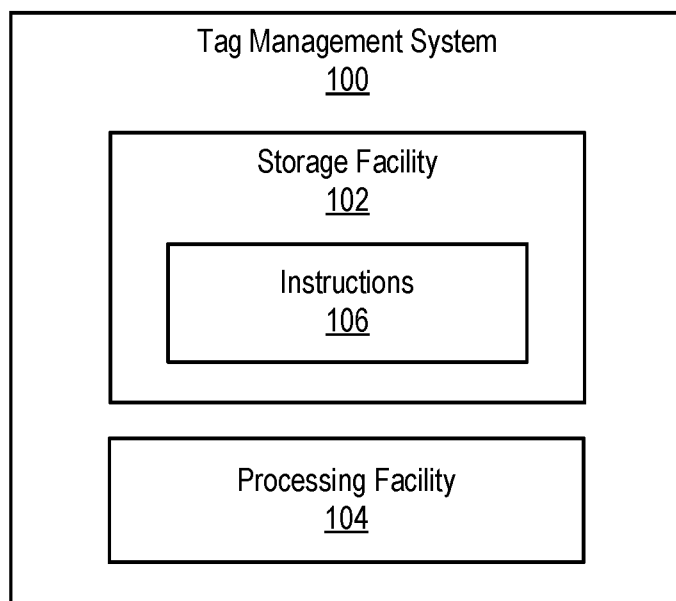 Tag Management System
100
Storage Facility
102
Instructions
106
Processing Facility
104